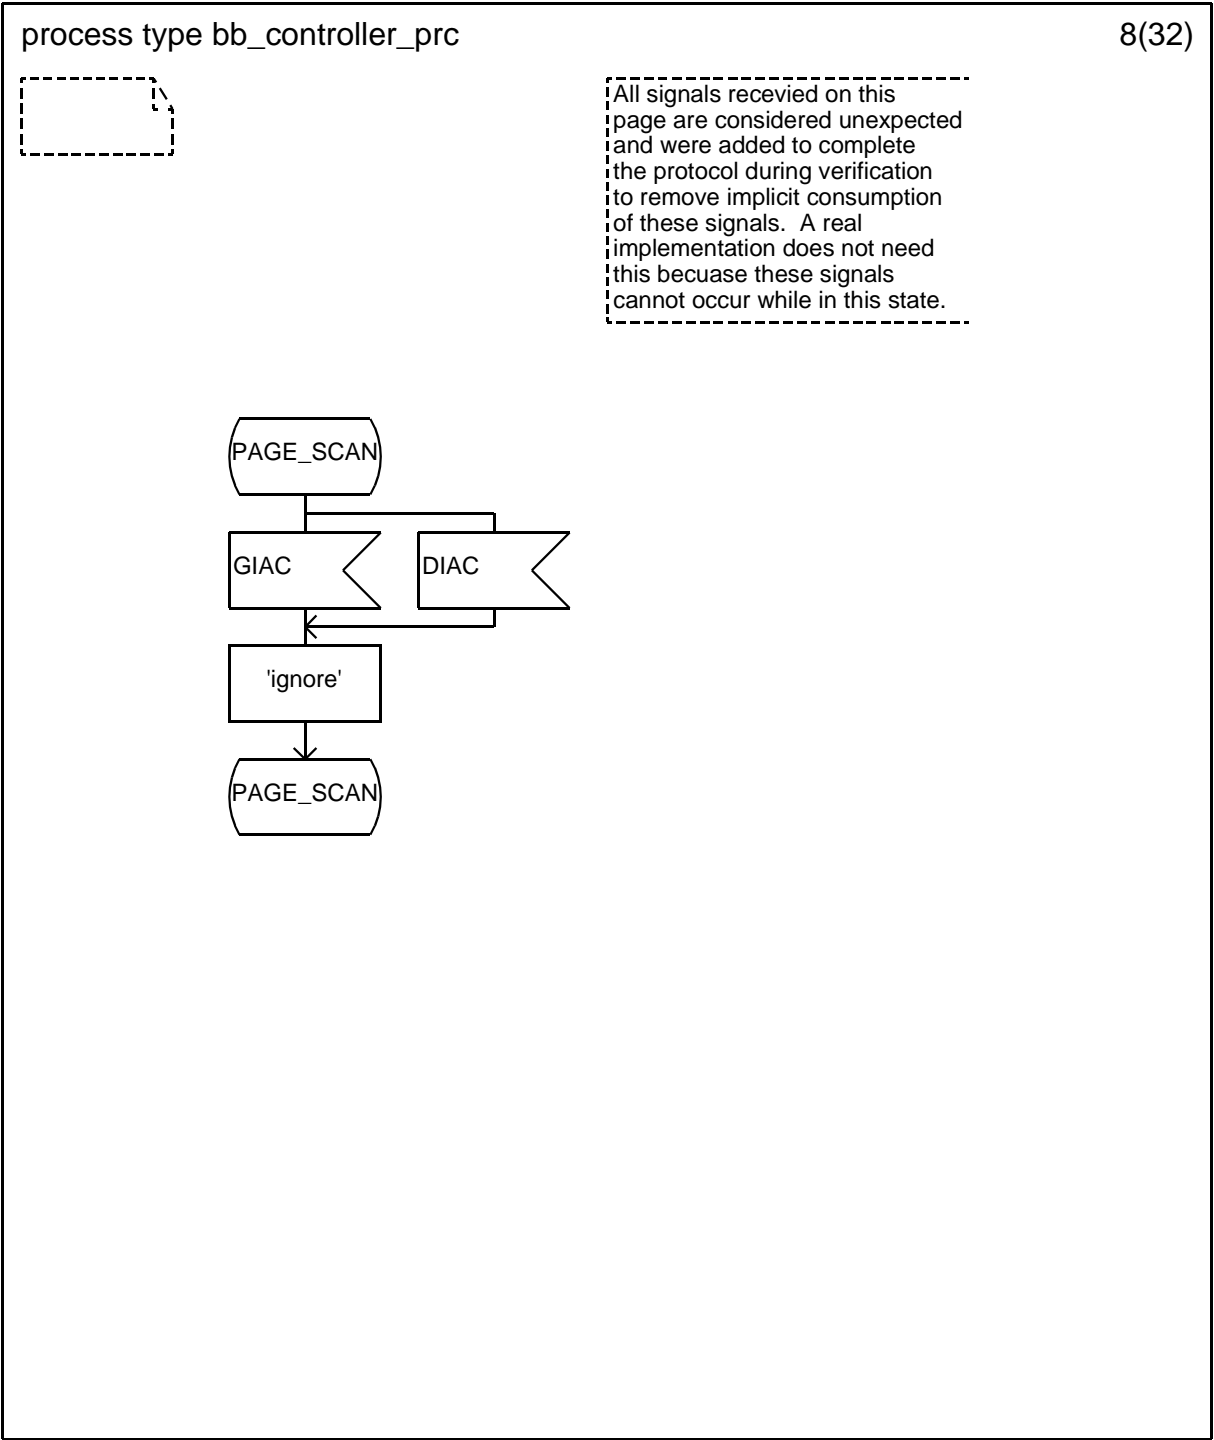 process type bb_controller_prc
8(32)
All signals recevied on this
page are considered unexpected
and were added to complete
the protocol during verification
to remove implicit consumption
of these signals.  A real
implementation does not need
this becuase these signals
cannot occur while in this state.
PAGE_SCAN
GIAC
DIAC
'ignore'
PAGE_SCAN